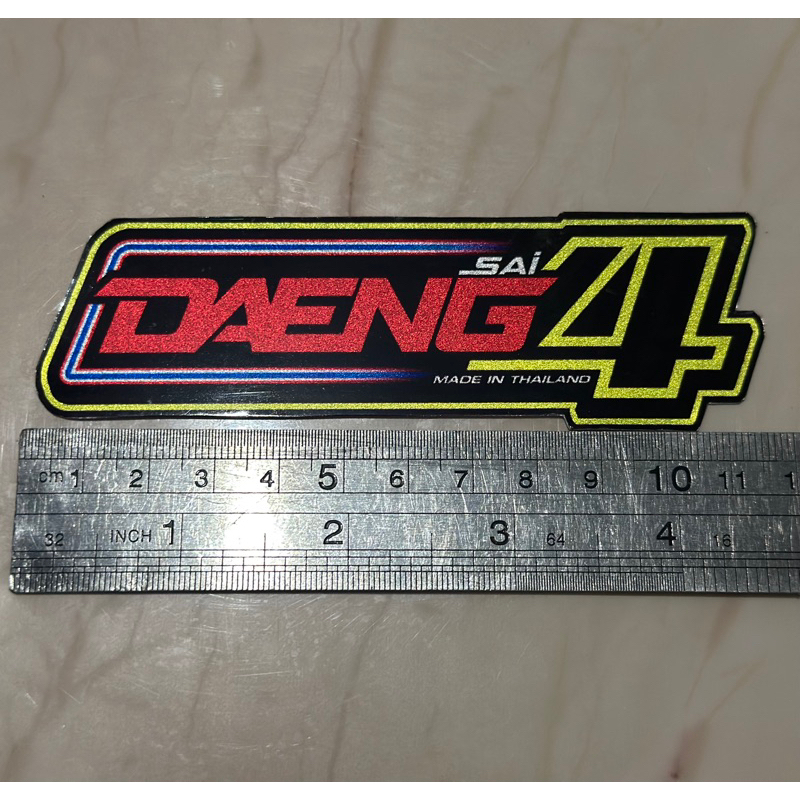 SAI
DAENG4
MADE IN THAILAND
cm 1 2 3 4 5 6 7 8 9 10 11
32 INCH 1 2 3 64 4 16